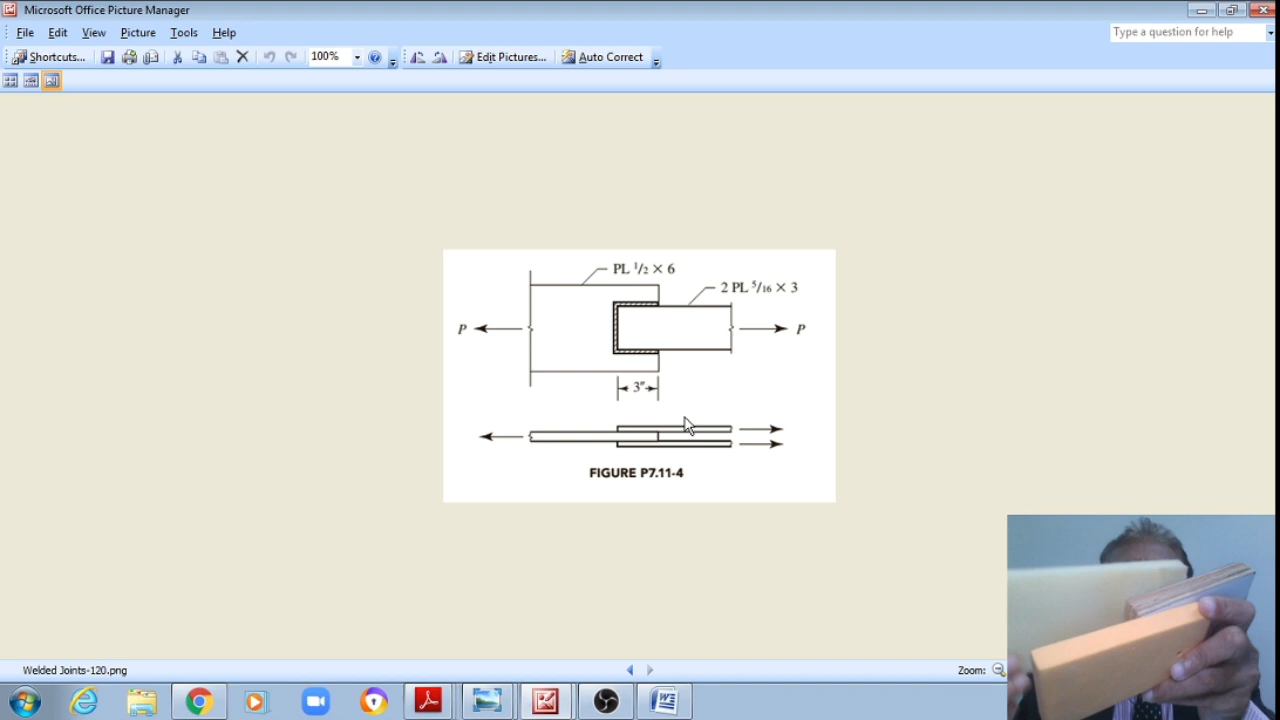 Microsoft Office Picture Manager
File Edit View Picture Tools Help
Type a question for help
Shortcuts... 100% Edit Pictures... Auto Correct
PL 1/2 × 6
2 PL 5/16 × 3
P P
3"
FIGURE P7.11-4
Welded Joints-120.png Zoom: